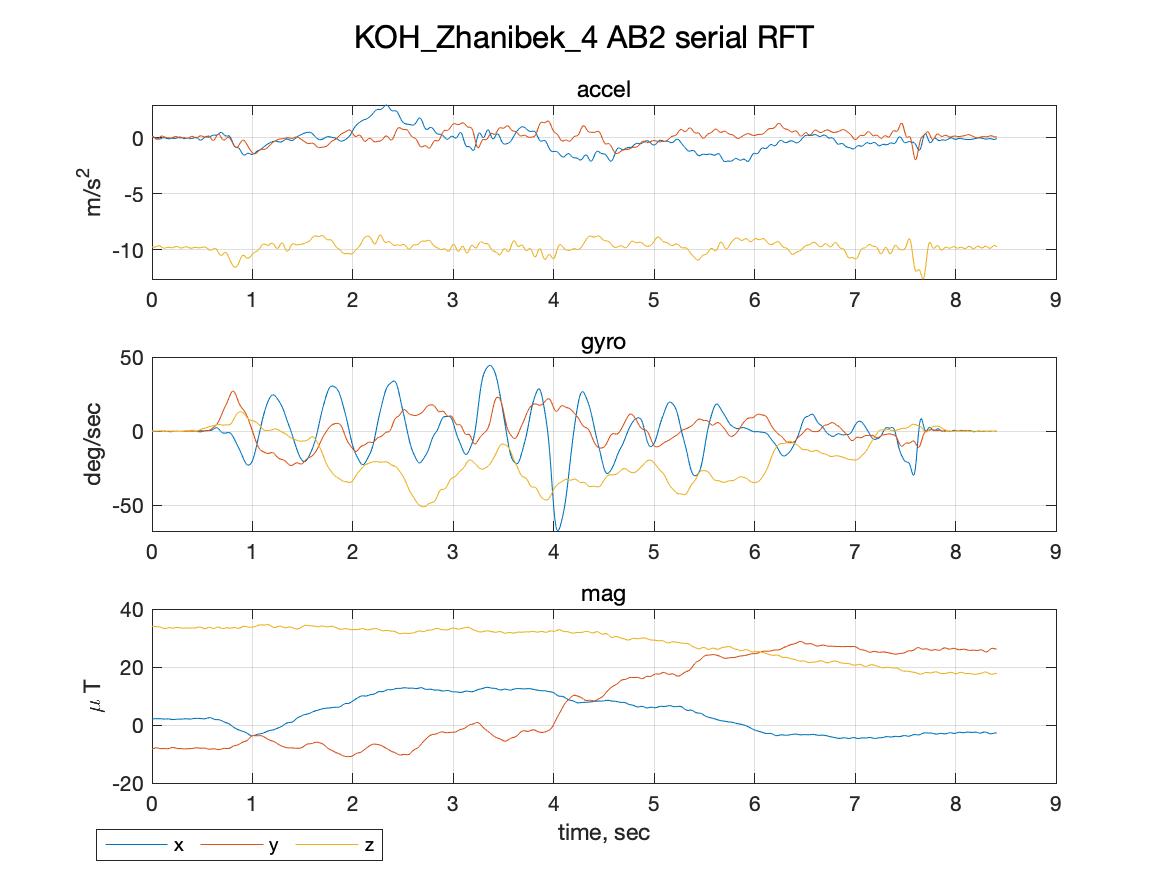 KOH_Zhanibek_4 AB2 serial RFT
accel
m/s²
0
-5
-10
0 1 2 3 4 5 6 7 8 9
gyro
deg/sec
50
0
-50
0 1 2 3 4 5 6 7 8 9
mag
μ T
40
20
0
-20
0 1 2 3 4 5 6 7 8 9
time, sec
x y z